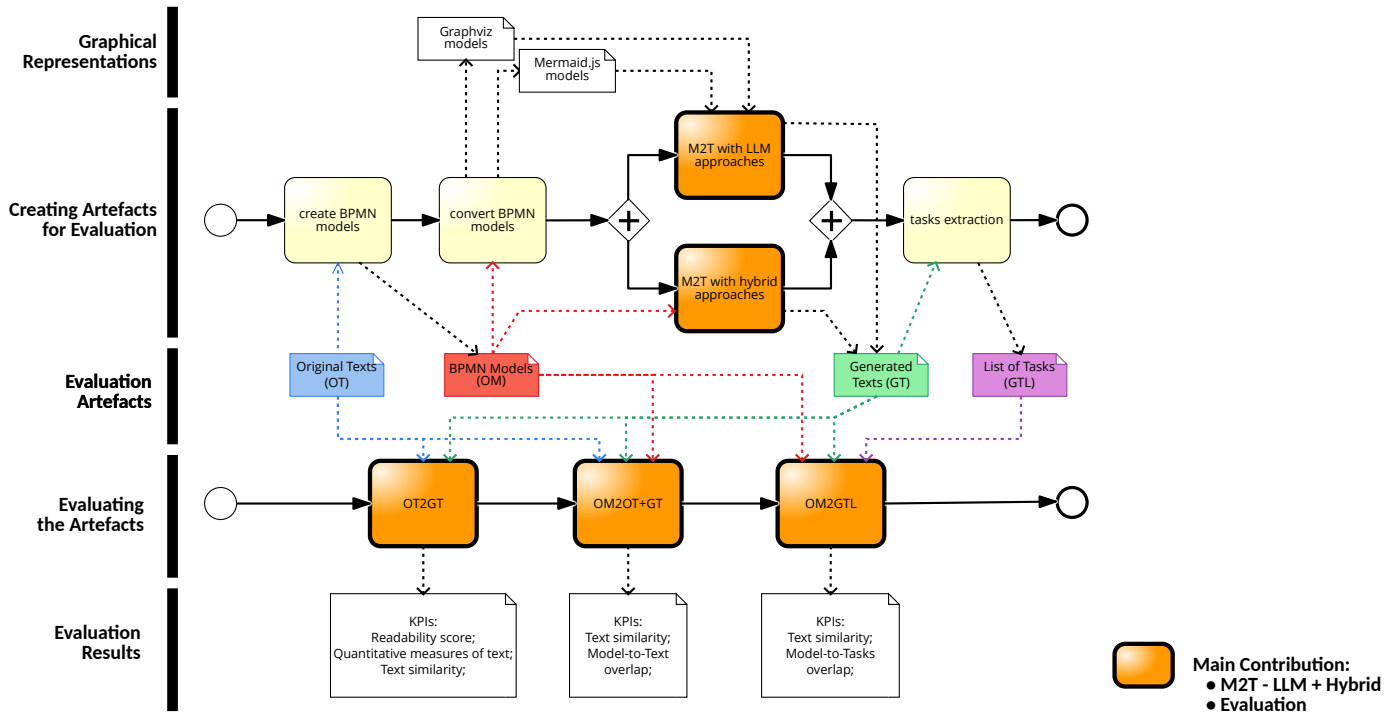 Graphical
Representations
Graphviz
models
Mermaid.js
models
Creating Artefacts
for Evaluation
create BPMN
models
convert BPMN
models
M2T with LLM
approaches
M2T with hybrid
approaches
tasks extraction
Evaluation
Artefacts
Original Texts
(OT)
BPMN Models
(OM)
Generated
Texts (GT)
List of Tasks
(GTL)
Evaluating
the Artefacts
OT2GT
OM2OT+GT
OM2GTL
Evaluation
Results
KPIs:
Readability score;
Quantitative measures of text;
Text similarity;
KPIs:
Text similarity;
Model-to-Text
overlap;
KPIs:
Text similarity;
Model-to-Tasks
overlap;
Main Contribution:
● M2T - LLM + Hybrid
● Evaluation